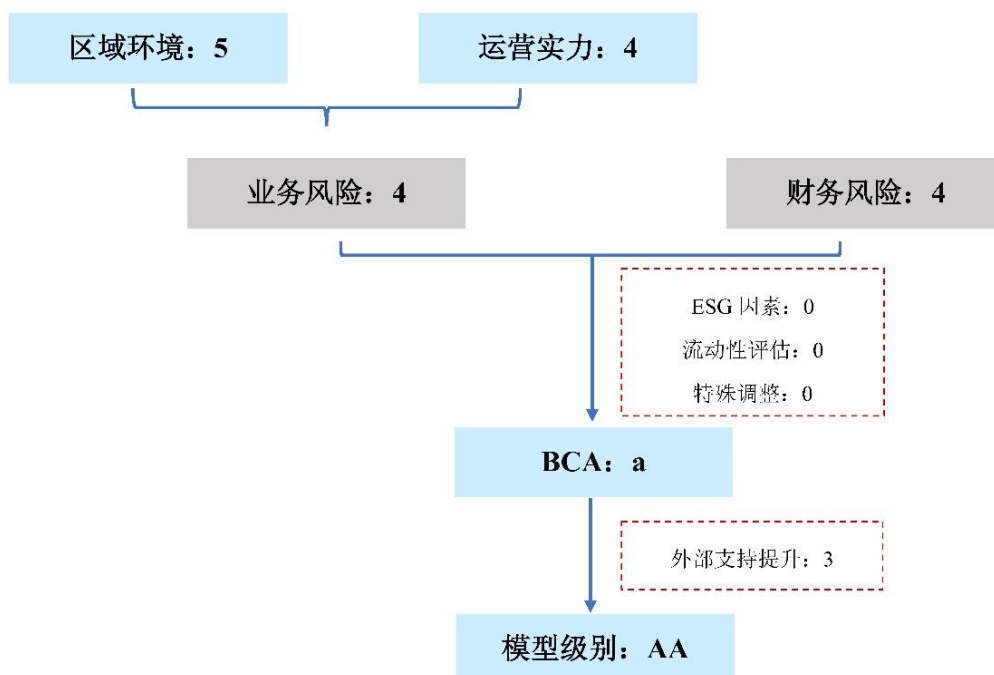 区域环境：5
运营实力：4
业务风险：4
财务风险：4
ESG 因素：0
流动性评估：0
特殊调整：0
BCA：a
外部支持提升：3
模型级别：AA